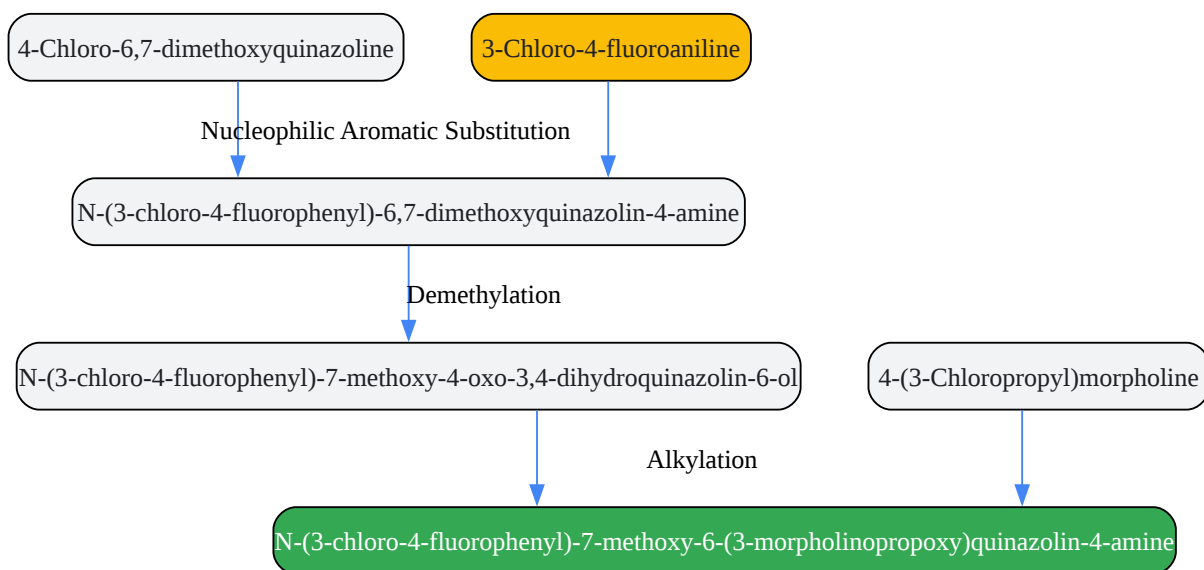 4-Chloro-6,7-dimethoxyquinazoline
3-Chloro-4-fluoroaniline
Nucleophilic Aromatic Substitution
N-(3-chloro-4-fluorophenyl)-6,7-dimethoxyquinazolin-4-amine
Demethylation
N-(3-chloro-4-fluorophenyl)-7-methoxy-4-oxo-3,4-dihydroquinazolin-6-ol
4-(3-Chloropropyl)morpholine
Alkylation
N-(3-chloro-4-fluorophenyl)-7-methoxy-6-(3-morpholinopropoxy)quinazolin-4-amine